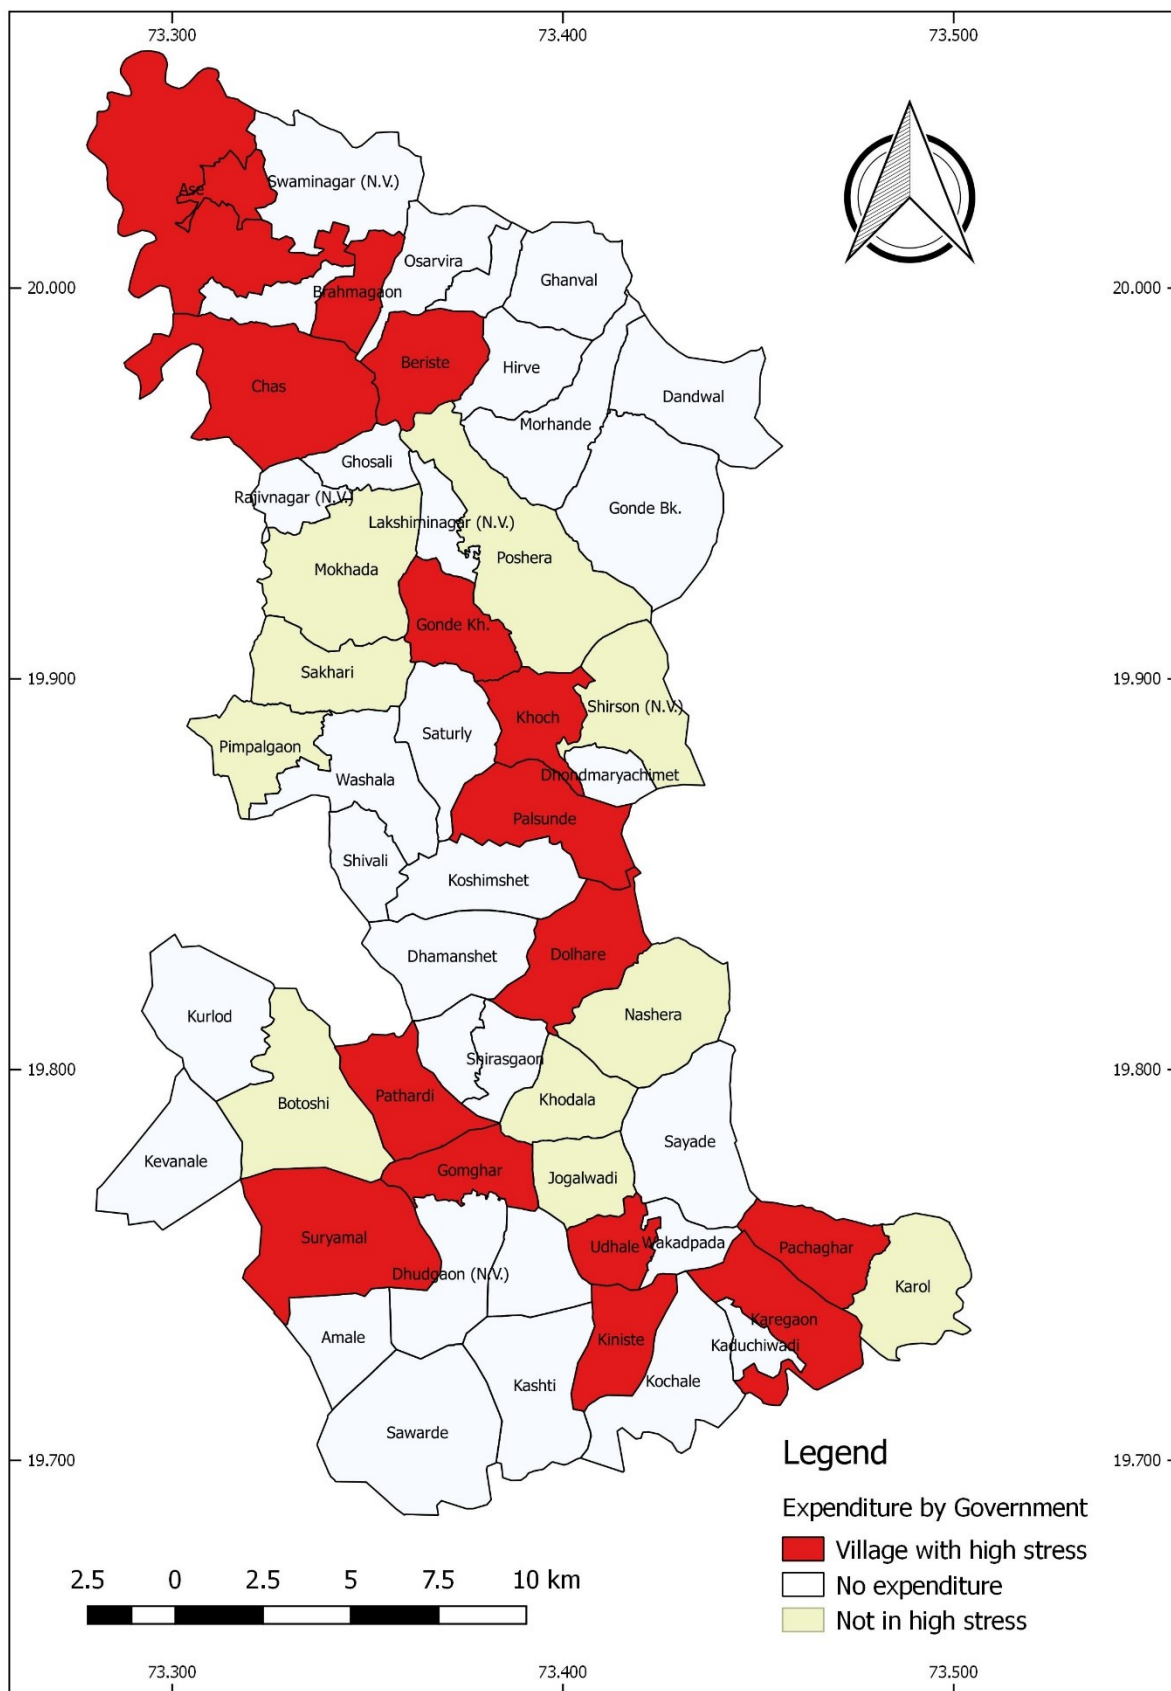 73.300 73.400 73.500
Swaminagar (N.V.)
Ase
Osarvira
Ghanval
20.000 20.000
Brahmagaon
Beriste
Hirve
Chas
Dandwal
Morhande
Ghosali
Rajivnagar (N.V.)
Gonde Bk.
Lakshiminagar (N.V.)
Poshera
Mokhada
Gonde Kh.
Sakhari
19.900 19.900
Shirson (N.V.)
Khoch
Saturly
Pimpalgaon
Dhondmaryachimet
Washala
Palsunde
Shivali
Koshimshet
Dhamanshet
Dolhare
Kurlod
Nashera
Shirasgaon
19.800 19.800
Pathardi
Khodala
Botoshi
Sayade
Kevanale
Gomghar
Jogalwadi
Suryamal
Wakadpada
Udhale
Pachaghar
Dhudgaon (N.V.)
Karol
Karegaon
Amale
Kiniste
Kaduchiwadi
Kochale
Kashti
Sawarde
Legend
19.700 19.700
Expenditure by Government
Village with high stress
No expenditure
Not in high stress
2.5 0 2.5 5 7.5 10 km
73.300 73.400 73.500